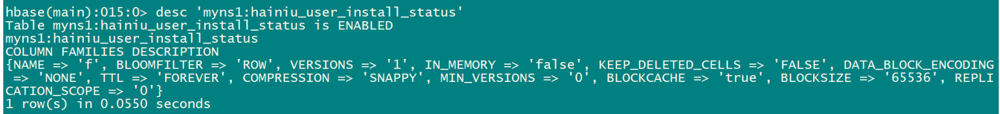 hbase(main):015:0> desc 'myns1:hainiu_user_install_status'
Table myns1:hainiu_user_install_status is ENABLED
myns1:hainiu_user_install_status
COLUMN FAMILIES DESCRIPTION
{NAME => 'f', BLOOMFILTER => 'ROW', VERSIONS => '1', IN_MEMORY => 'false', KEEP_DELETED_CELLS => 'FALSE', DATA_BLOCK_ENCODING
 => 'NONE', TTL => 'FOREVER', COMPRESSION => 'SNAPPY', MIN_VERSIONS => '0', BLOCKCACHE => 'true', BLOCKSIZE => '65536', REPLI
CATION_SCOPE => '0'}
1 row(s) in 0.0550 seconds